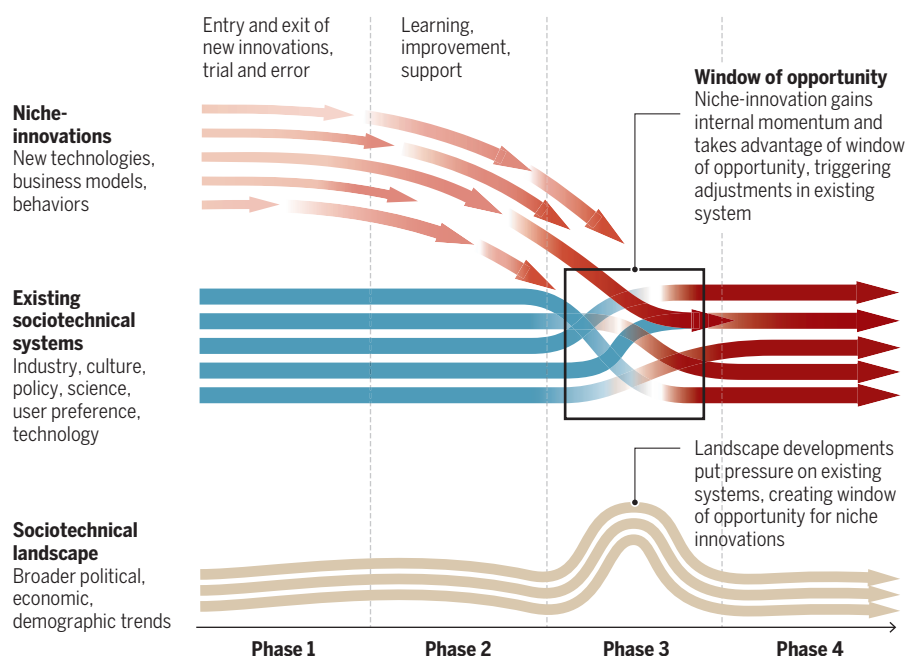 Entry and exit of
new innovations,
trial and error
Learning,
improvement,
support
Window of opportunity
Niche-innovation gains
internal momentum and
takes advantage of window
of opportunity, triggering
adjustments in existing
system
Niche-
innovations
New technologies,
business models,
behaviors
Existing
sociotechnical
systems
Industry, culture,
policy, science,
user preference,
technology
Landscape developments
put pressure on existing
systems, creating window
of opportunity for niche
innovations
Sociotechnical
landscape
Broader political,
economic,
demographic trends
Phase 1
Phase 2
Phase 3
Phase 4